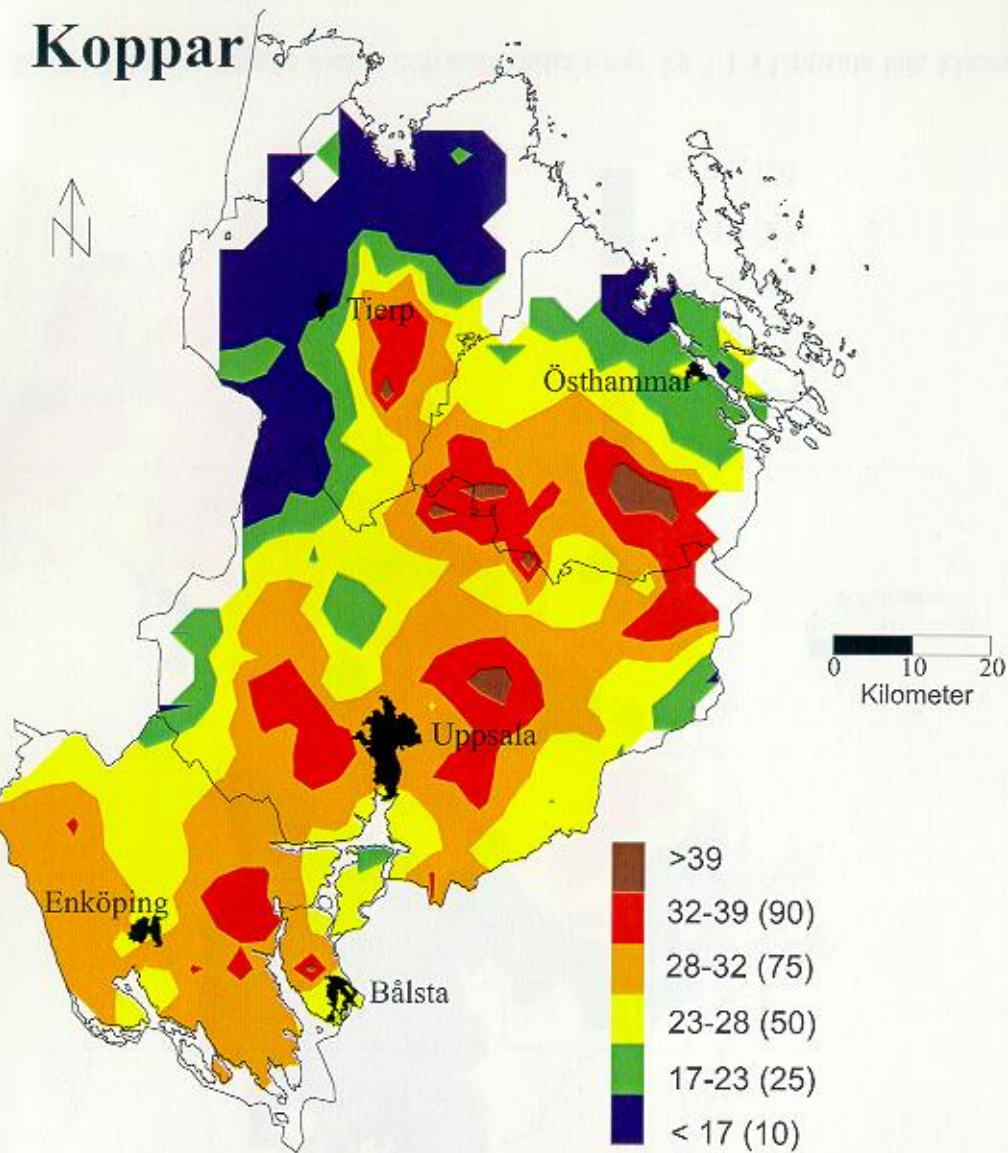 Koppar
N
Tierp
Östhammar
Uppsala
Enköping
Bålsta
0 10 20
Kilometer
>39
32-39 (90)
28-32 (75)
23-28 (50)
17-23 (25)
< 17 (10)